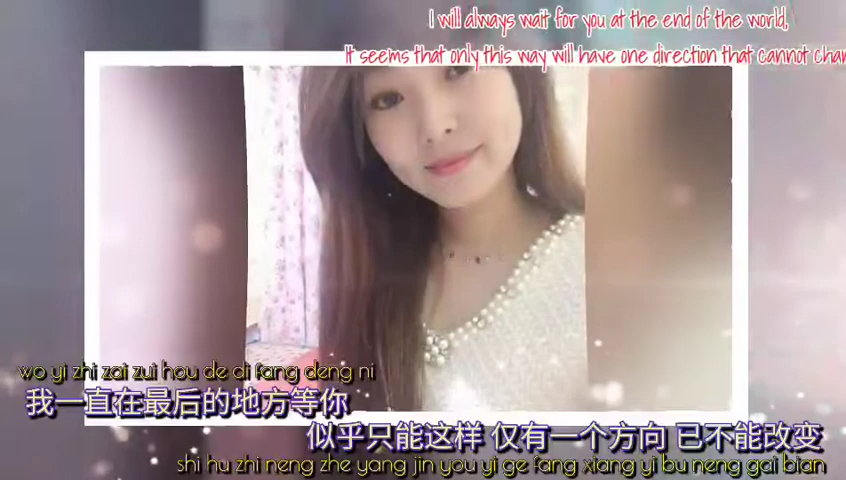 I will always wait for you at the end of the world,
It seems that only this way will have one direction that cannot
wo yi zhi zai zui hou de di fang deng ni
我一直在最后的地方等你
似乎只能这样 仅有一个方向 已不能改变
shi hu zhi neng zhe yang jin you yi ge fang xiang yi bu neng gai bian